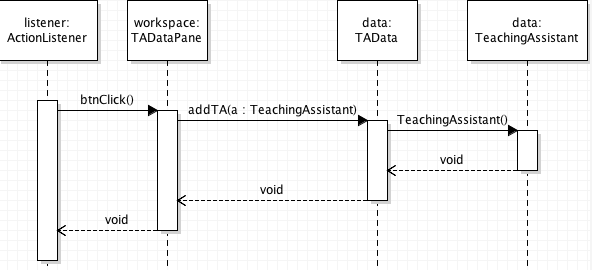 listener:
ActionListener
workspace:
TADataPane
data:
TAData
data:
TeachingAssistant
btnClick()
addTA(a : TeachingAssistant)
TeachingAssistant()
void
void
void